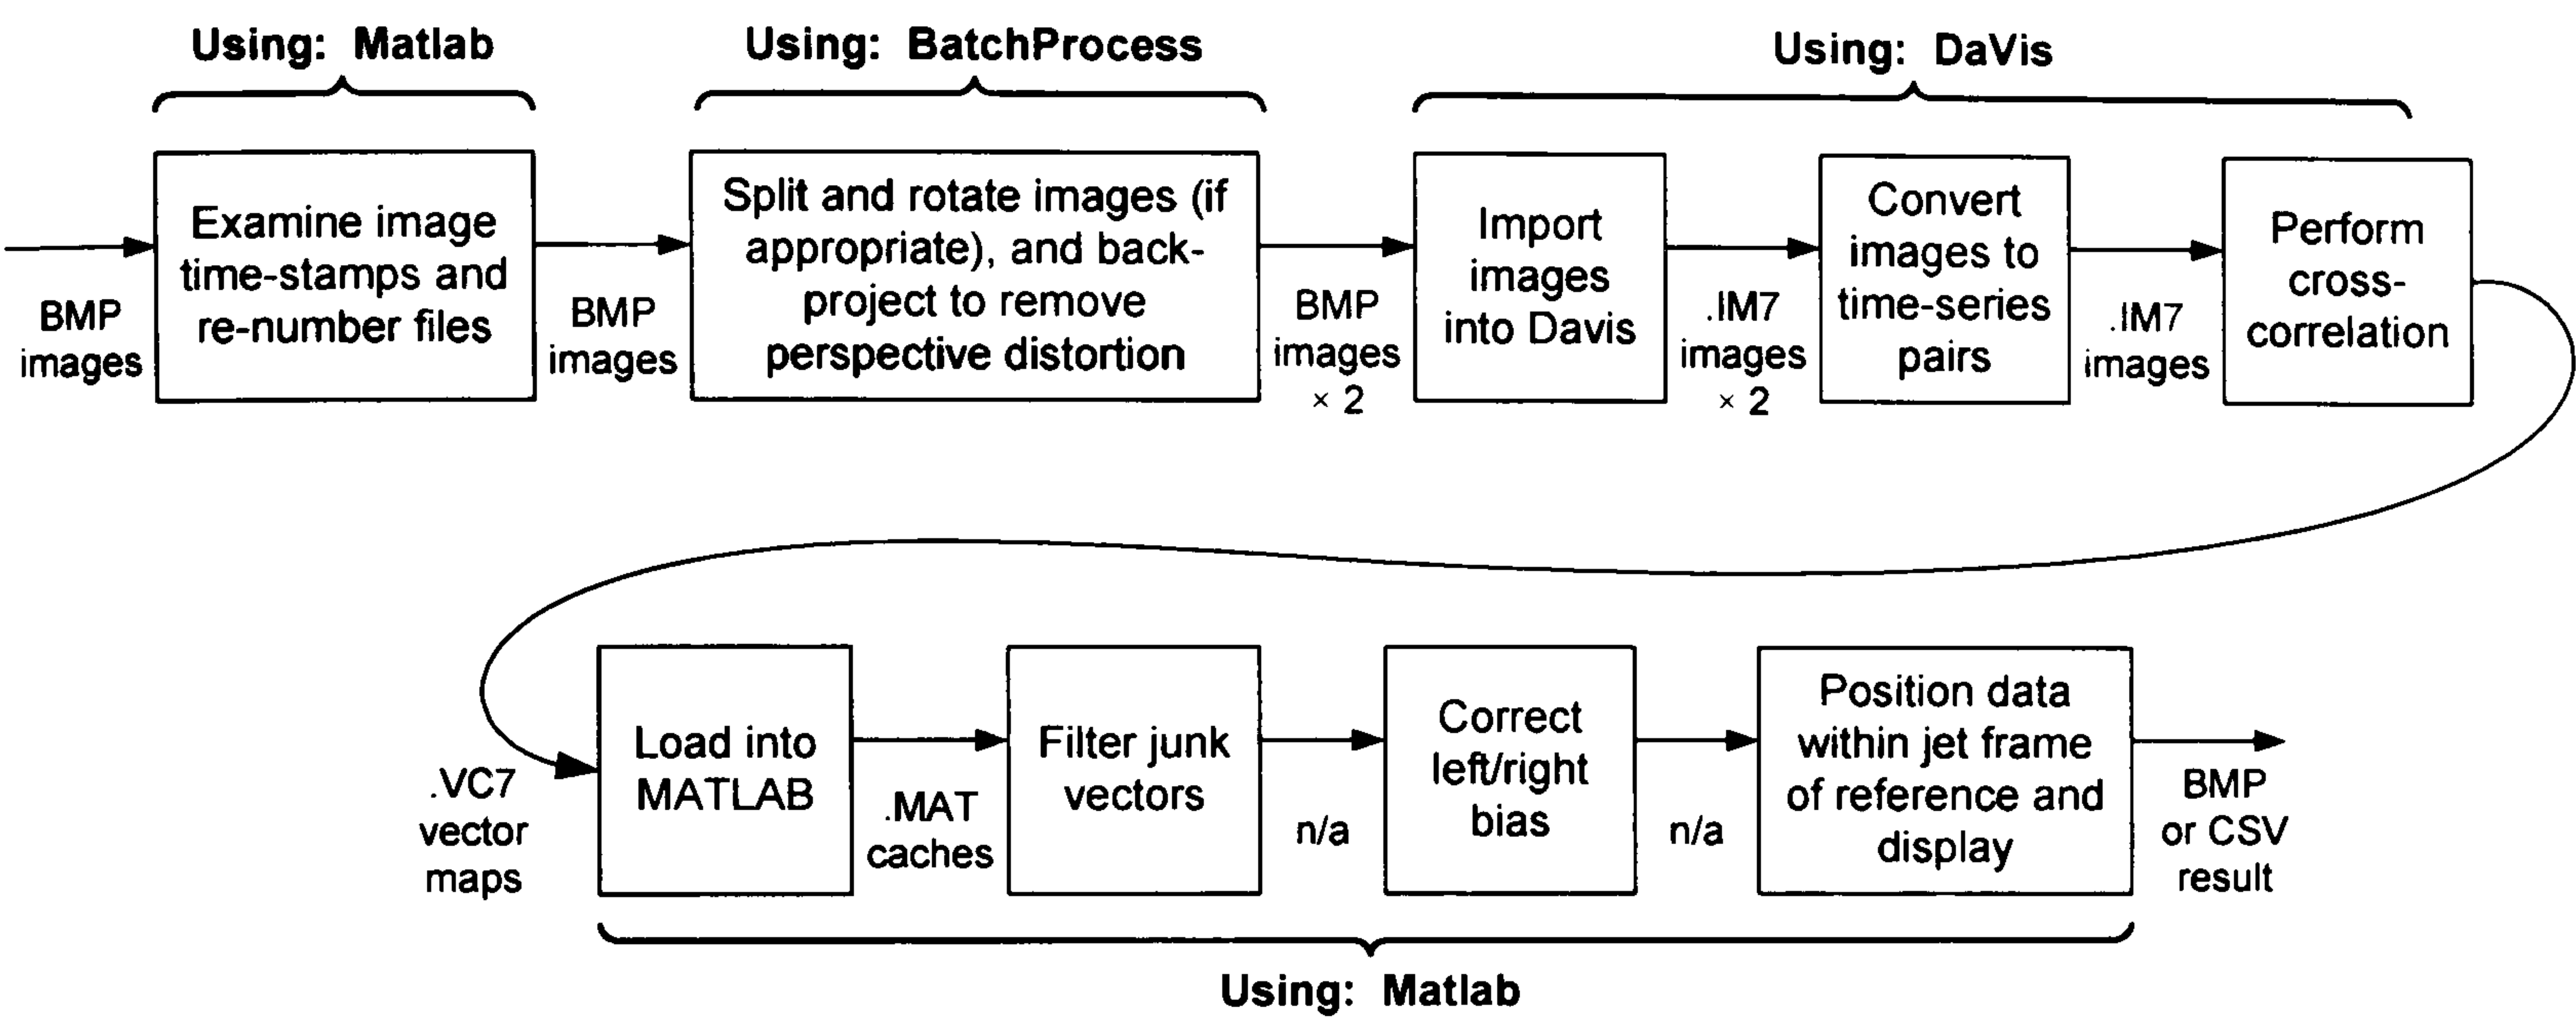 Using: Matlab
Using: BatchProcess
Using: DaVis
BMP
images
Examine image
time-stamps and
re-number files
BMP
images
Split and rotate images (if
appropriate), and back-
project to remove
perspective distortion
BMP
images
× 2
Import
images
into Davis
.IM7
images
× 2
Convert
images to
time-series
pairs
.IM7
images
Perform
cross-
correlation
.VC7
vector
maps
Load into
MATLAB
.MAT
caches
Filter junk
vectors
n/a
Correct
left/right
bias
n/a
Position data
within jet frame
of reference and
display
BMP
or CSV
result
Using: Matlab